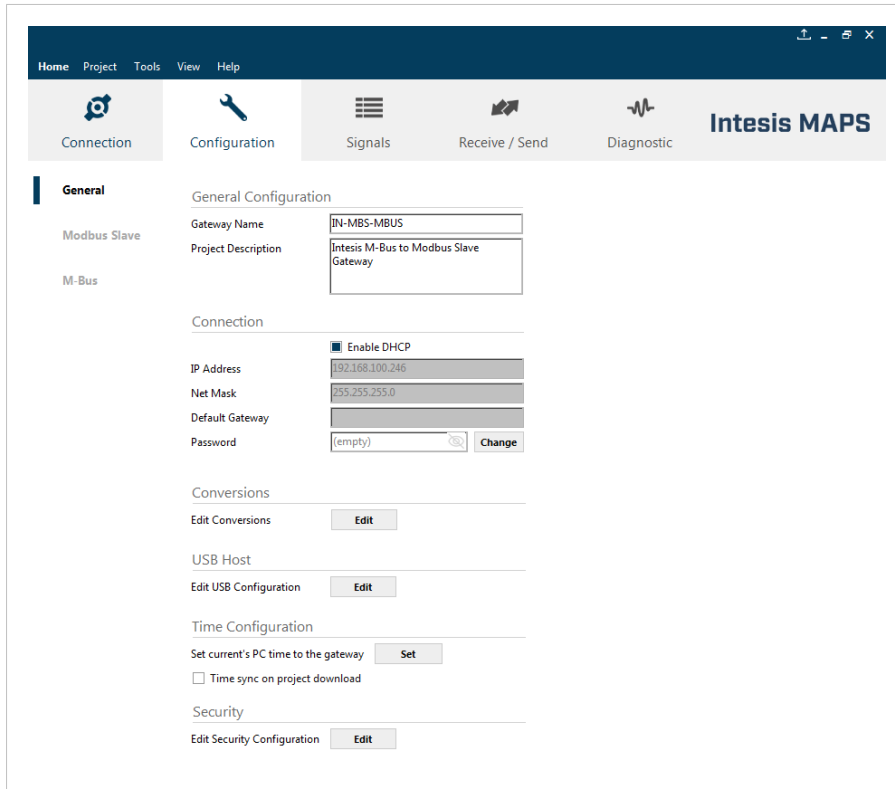 Home Project Tools View Help
Connection Configuration Signals Receive / Send Diagnostic Intesis MAPS
General
Modbus Slave
M-Bus
General Configuration
Gateway Name IN-MBS-MBUS
Project Description Intesis M-Bus to Modbus Slave
Gateway
Connection
Enable DHCP
IP Address 192.168.100.246
Net Mask 255.255.255.0
Default Gateway
Password (empty) Change
Conversions
Edit Conversions Edit
USB Host
Edit USB Configuration Edit
Time Configuration
Set current's PC time to the gateway Set
Time sync on project download
Security
Edit Security Configuration Edit